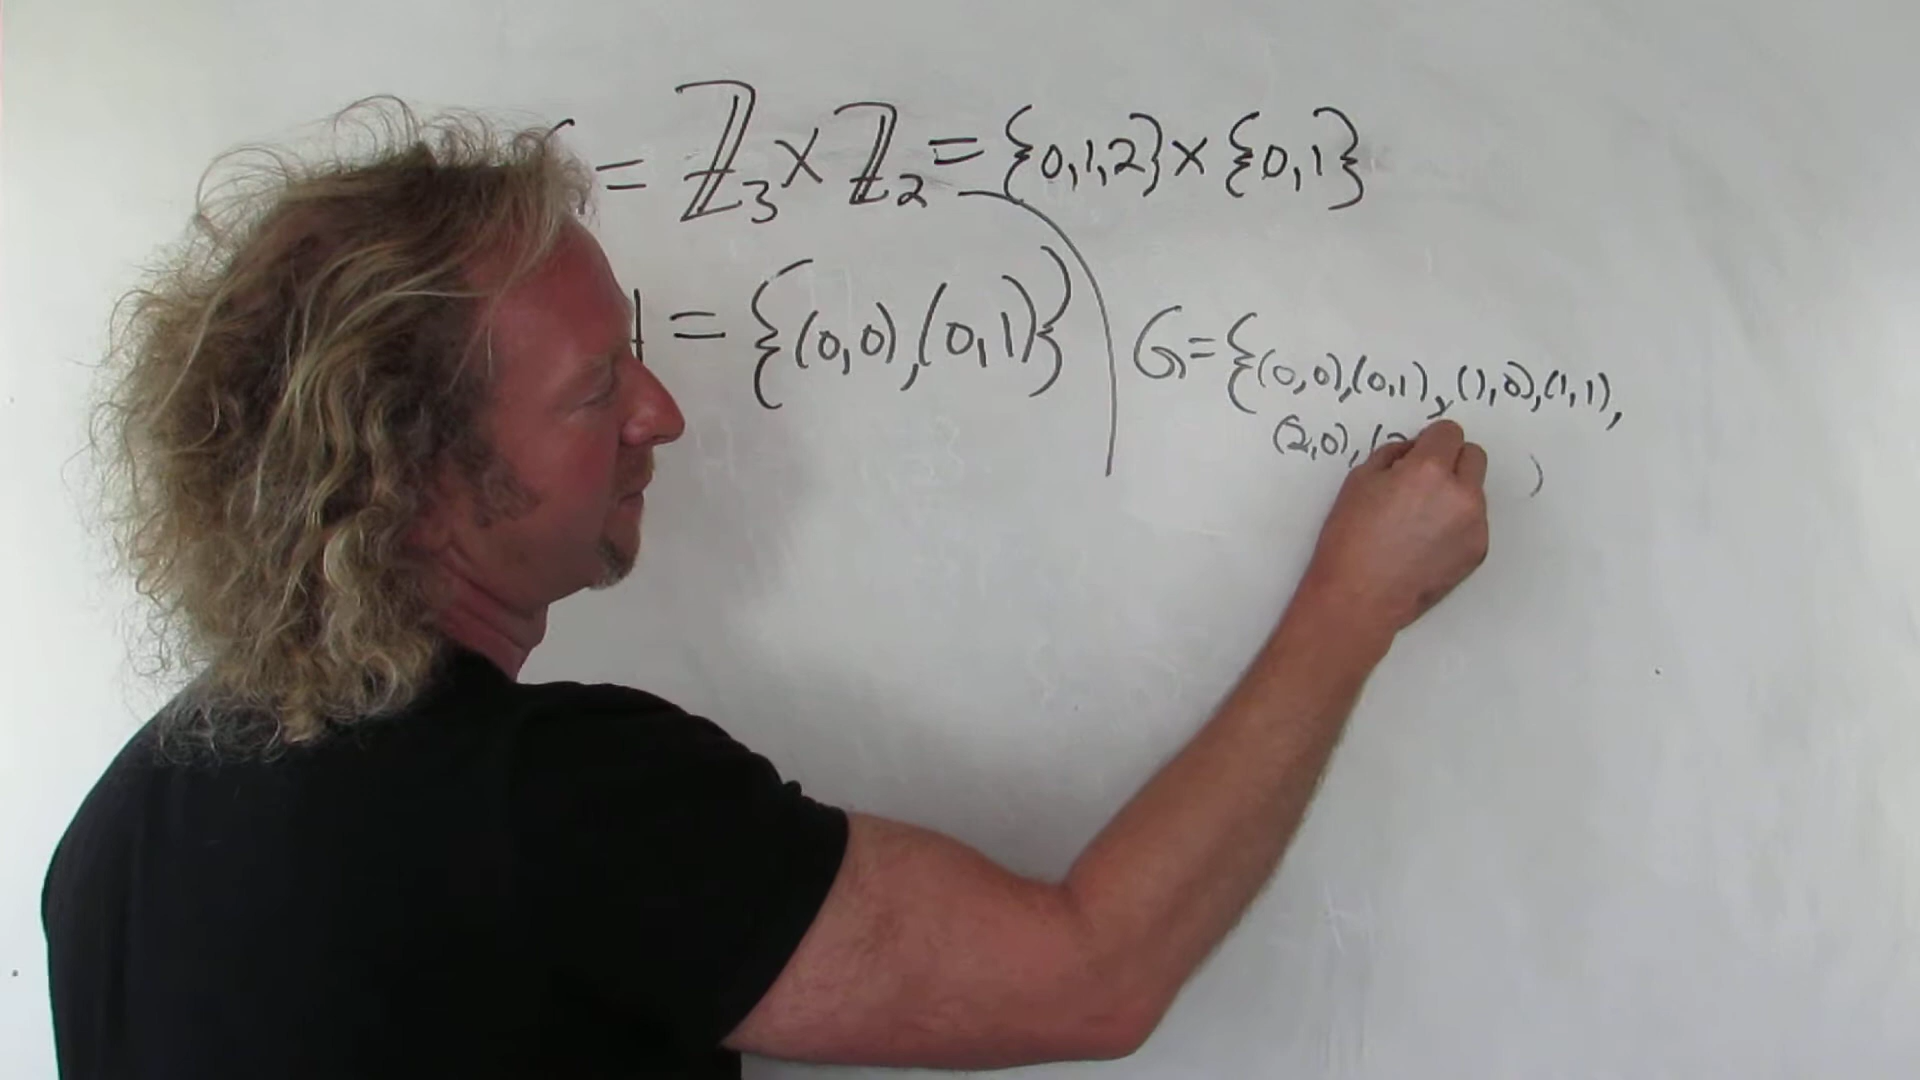 = ℤ₃ × ℤ₂ = {0,1,2} × {0,1}
= {(0,0),(0,1)}
G = {(0,0),(0,1),(1,0),(1,1),
(2,0),(2